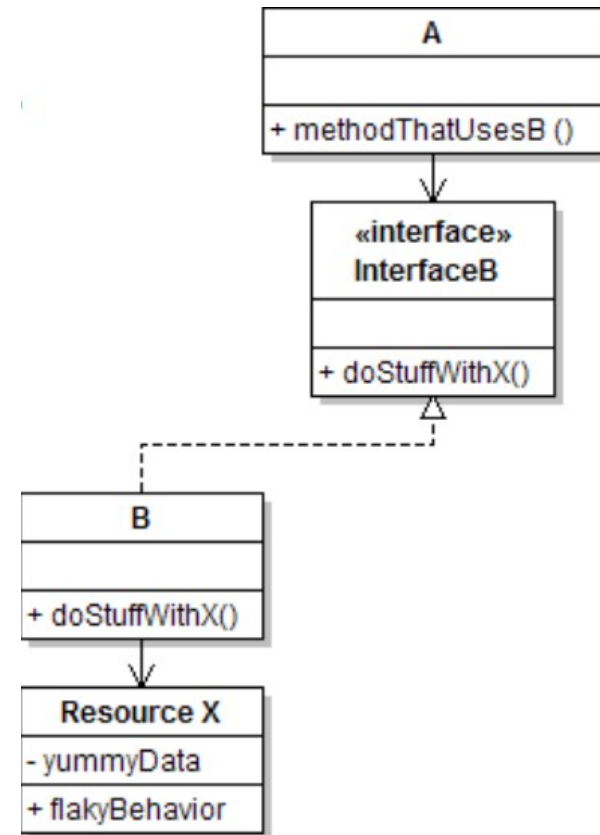 A
+ methodThatUsesB ()
«interface»
InterfaceB
+ doStuffWithX()
B
+ doStuffWithX()
Resource X
- yummyData
+ flakyBehavior